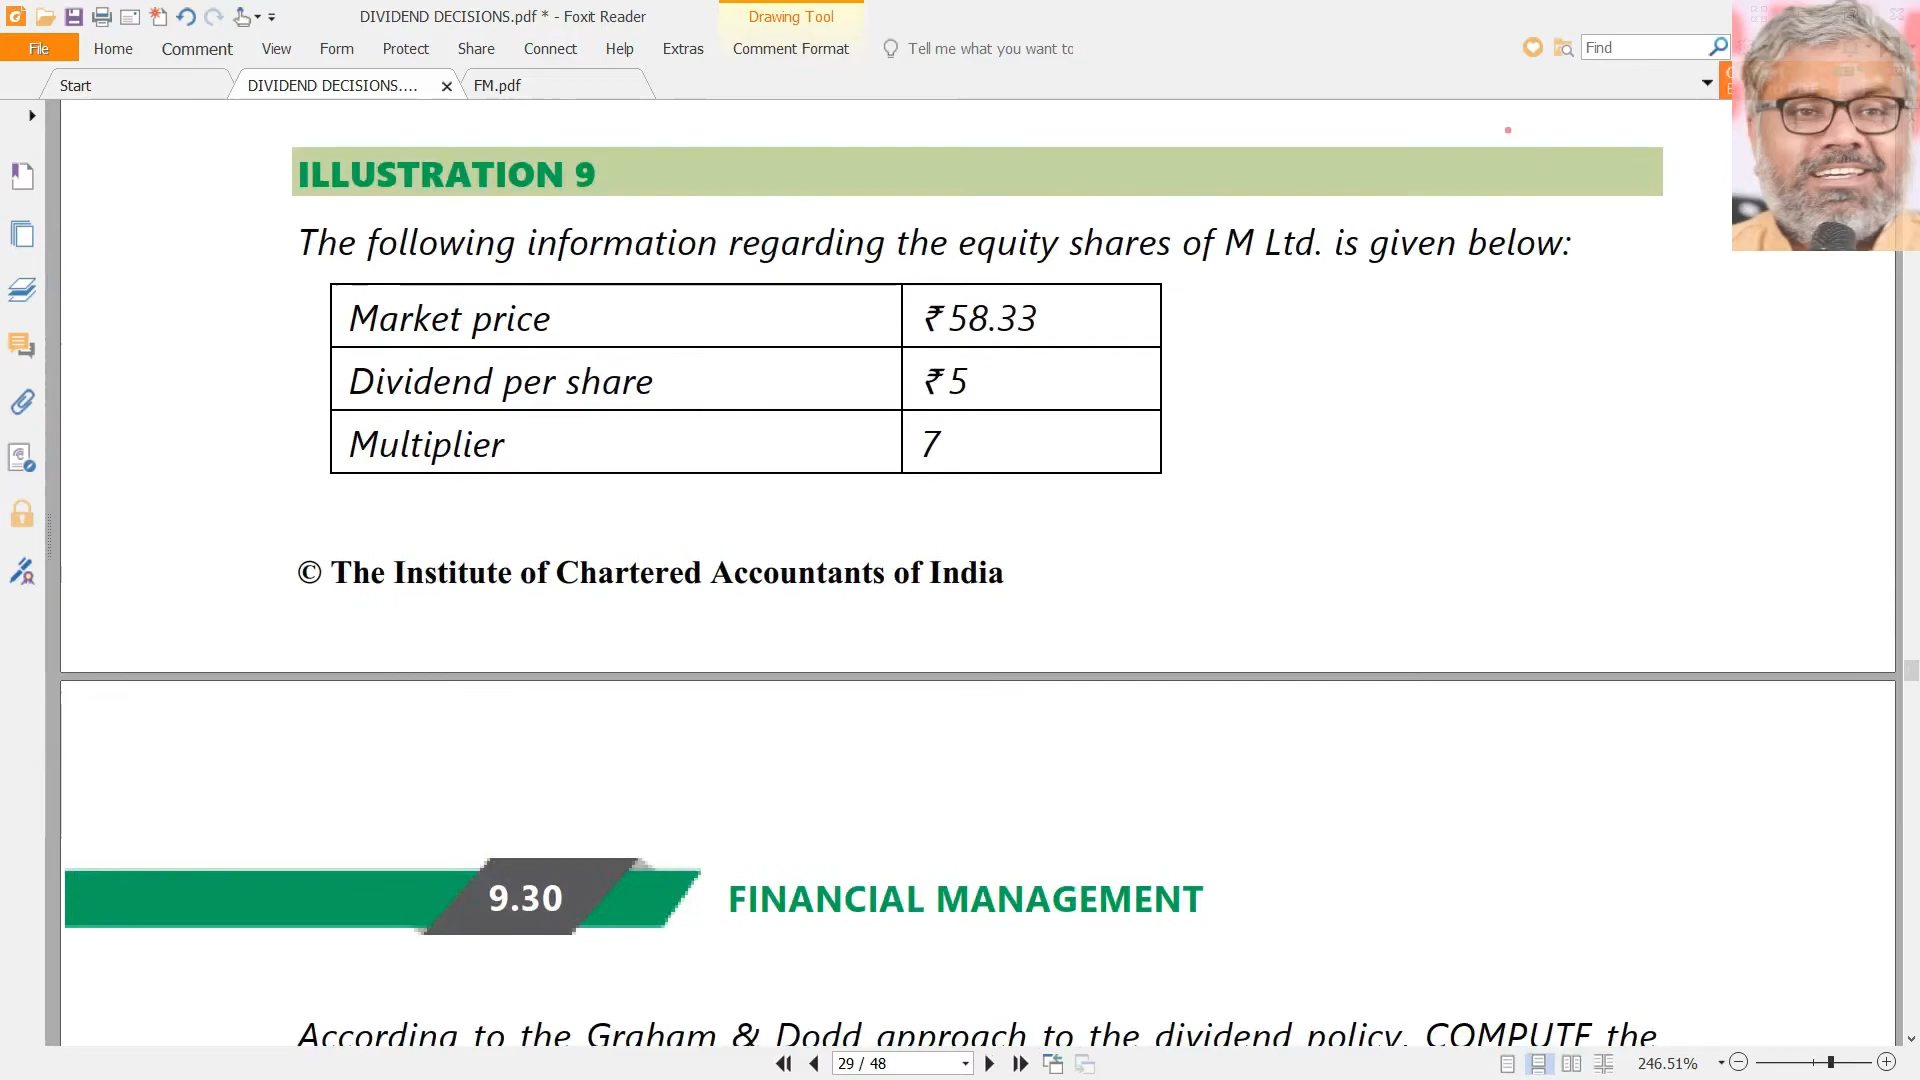 DIVIDEND DECISIONS.pdf * - Foxit Reader
Drawing Tool
File Home Comment View Form Protect Share Connect Help Extras Comment Format Tell me what you want to Find
Start DIVIDEND DECISIONS.... FM.pdf
ILLUSTRATION 9
The following information regarding the equity shares of M Ltd. is given below:
Market price ₹ 58.33
Dividend per share ₹ 5
Multiplier 7
© The Institute of Chartered Accountants of India
9.30 FINANCIAL MANAGEMENT
According to the Graham & Dodd approach to the dividend policy, COMPUTE the
29 / 48 246.51%